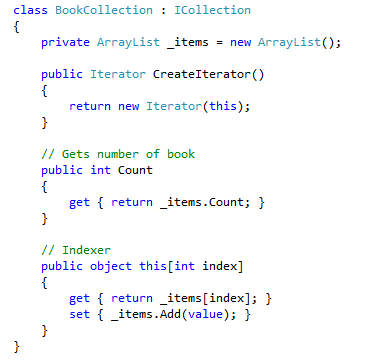 class BookCollection : ICollection
{
    private ArrayList _items = new ArrayList();

    public Iterator CreateIterator()
    {
        return new Iterator(this);
    }

    // Gets number of book
    public int Count
    {
        get { return _items.Count; }
    }

    // Indexer
    public object this[int index]
    {
        get { return _items[index]; }
        set { _items.Add(value); }
    }
}